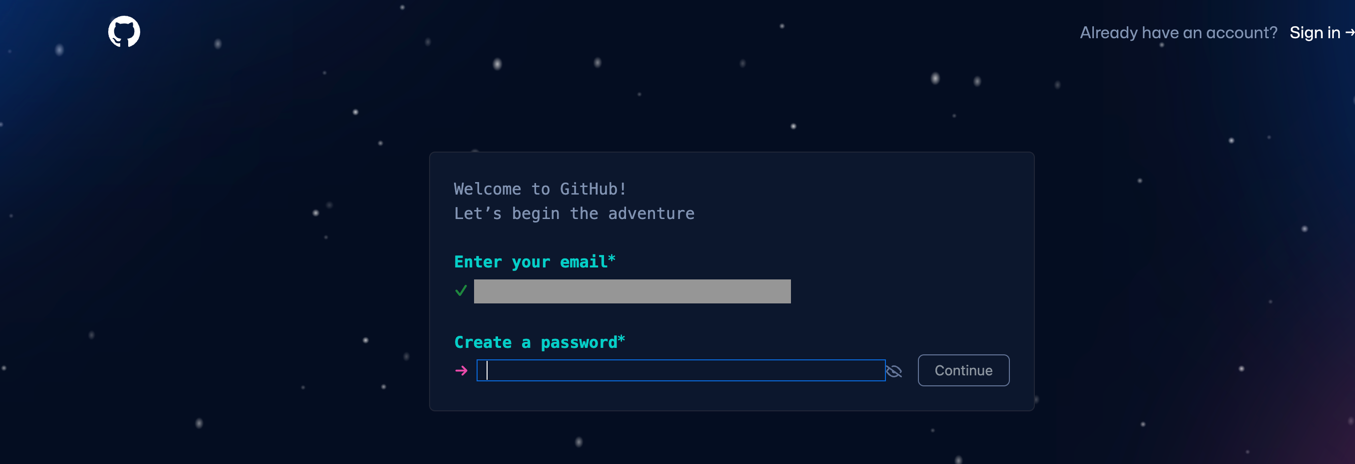 Already have an account? Sign in →
Welcome to GitHub!
Let’s begin the adventure
Enter your email*
Create a password*
Continue